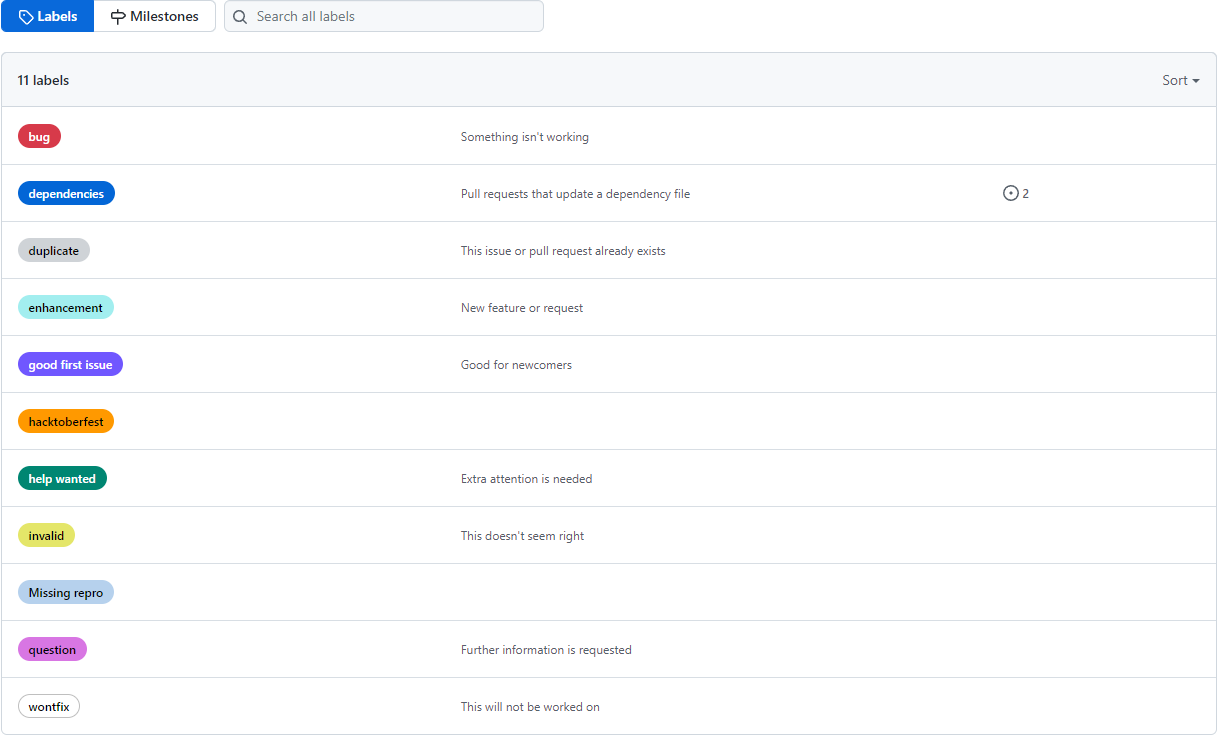 Labels Milestones Search all labels
11 labels Sort
bug Something isn't working
dependencies Pull requests that update a dependency file 2
duplicate This issue or pull request already exists
enhancement New feature or request
good first issue Good for newcomers
hacktoberfest
help wanted Extra attention is needed
invalid This doesn't seem right
Missing repro
question Further information is requested
wontfix This will not be worked on